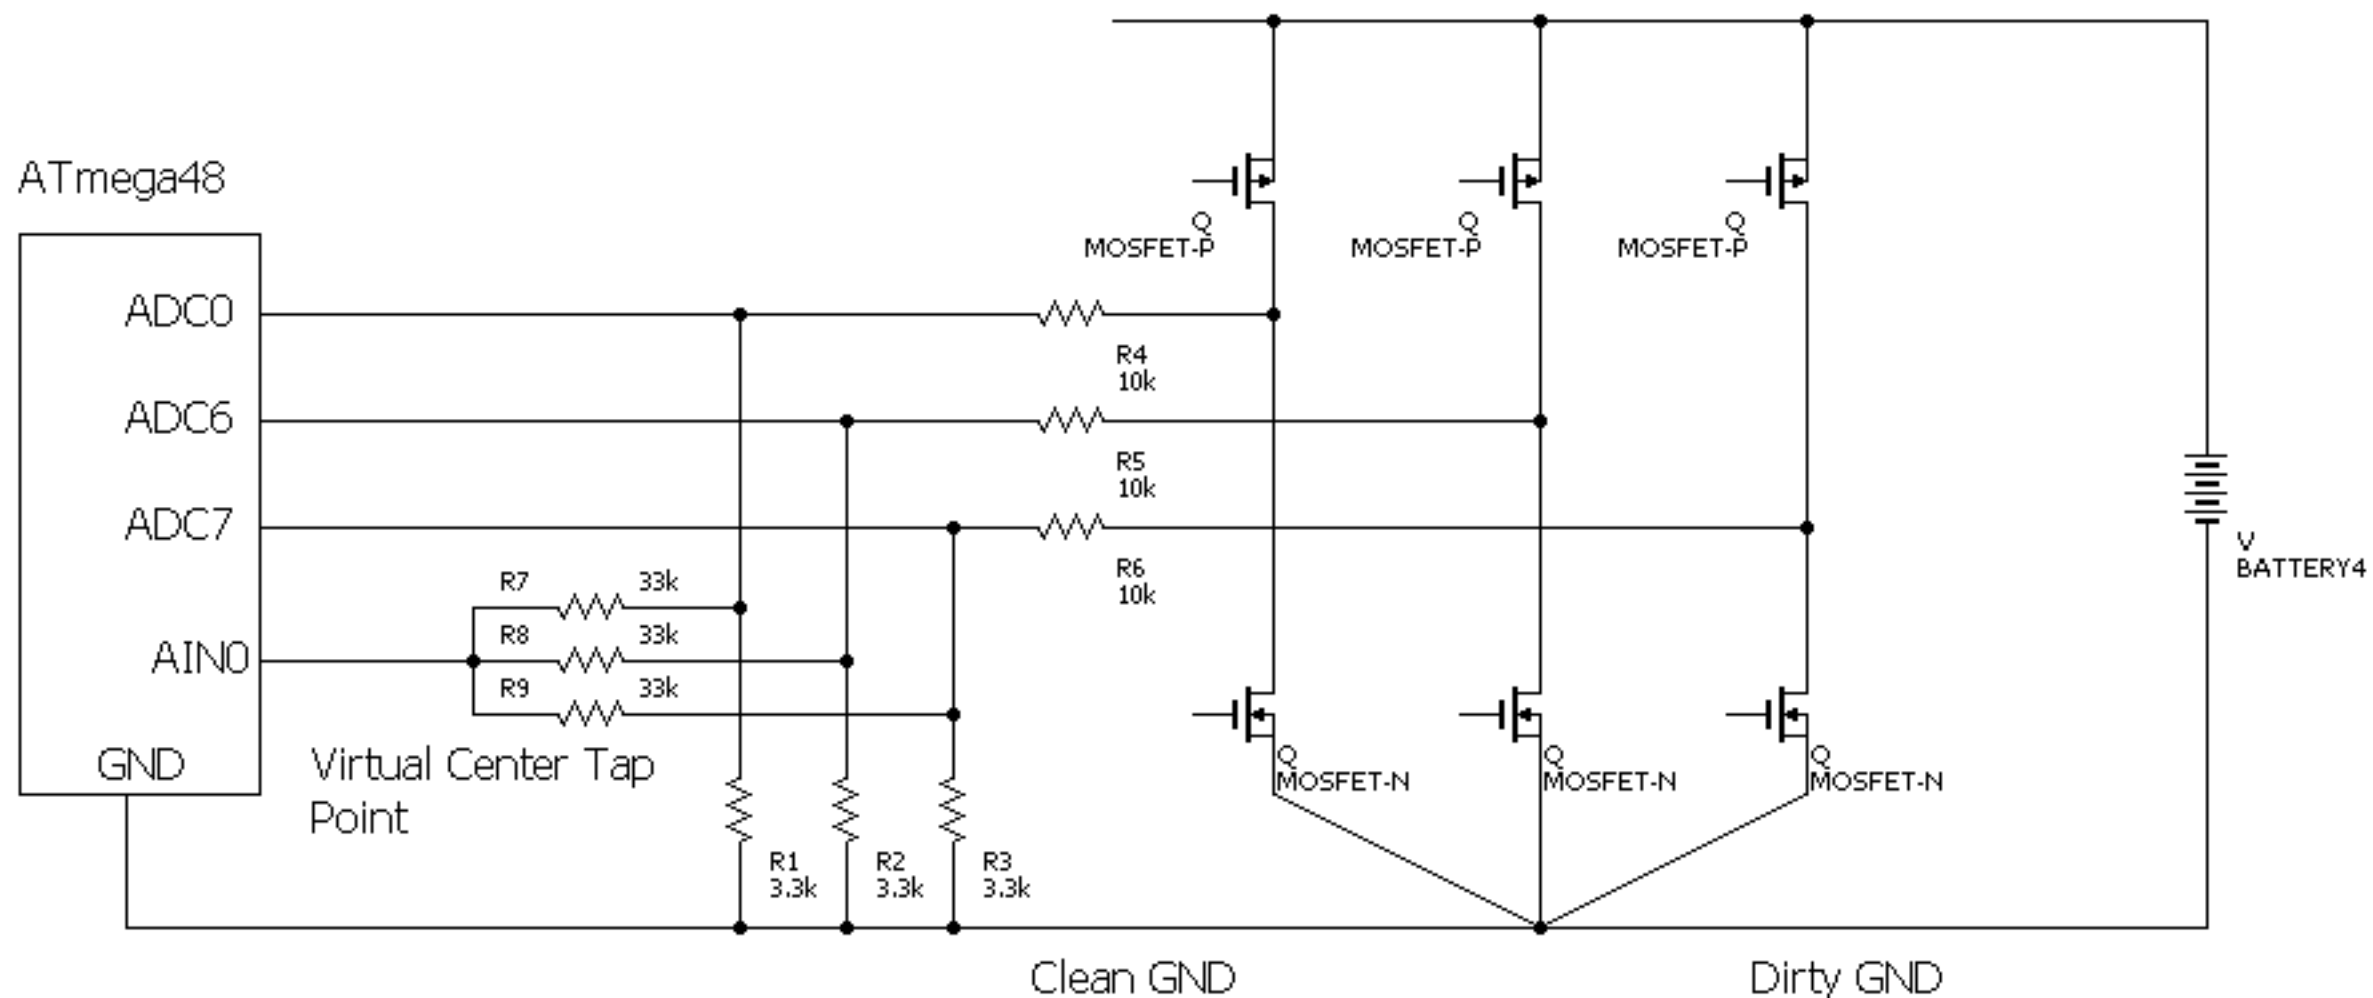 ATmega48
ADC0
ADC6
ADC7
AIN0
GND
R7 33k
R8 33k
R9 33k
Virtual Center Tap
Point
R1
3.3k
R2
3.3k
R3
3.3k
R4
10k
R5
10k
R6
10k
Q
MOSFET-P
Q
MOSFET-P
Q
MOSFET-P
Q
MOSFET-N
Q
MOSFET-N
Q
MOSFET-N
V
BATTERY4
Clean GND
Dirty GND